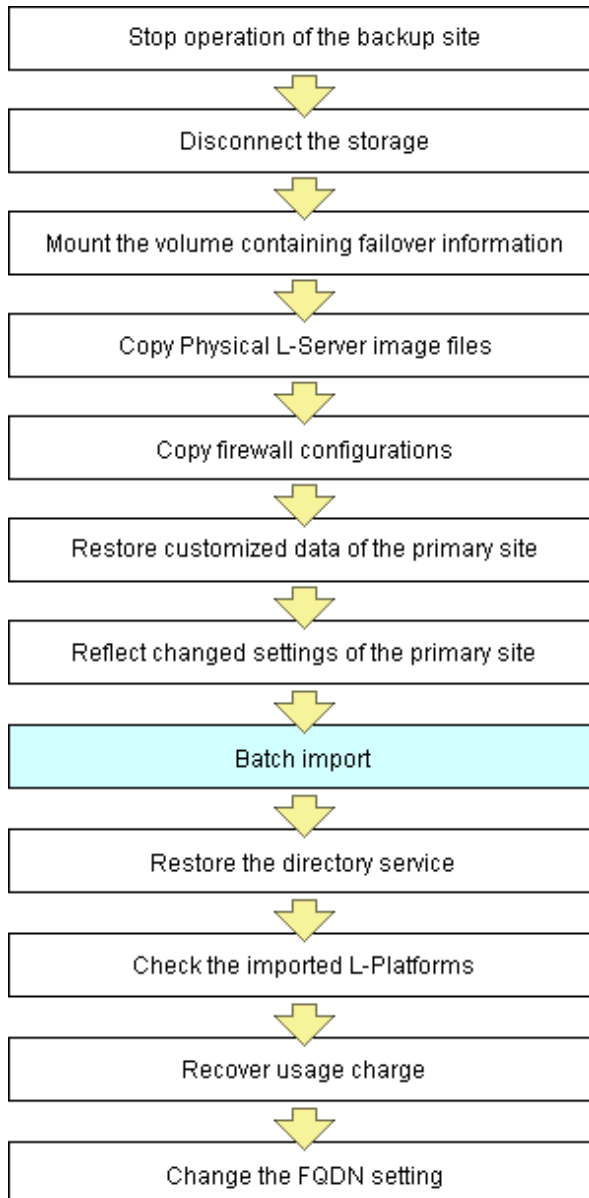 Stop operation of the backup site
Disconnect the storage
Mount the volume containing failover information
Copy Physical L-Server image files
Copy firewall configurations
Restore customized data of the primary site
Reflect changed settings of the primary site
Batch import
Restore the directory service
Check the imported L-Platforms
Recover usage charge
Change the FQDN setting